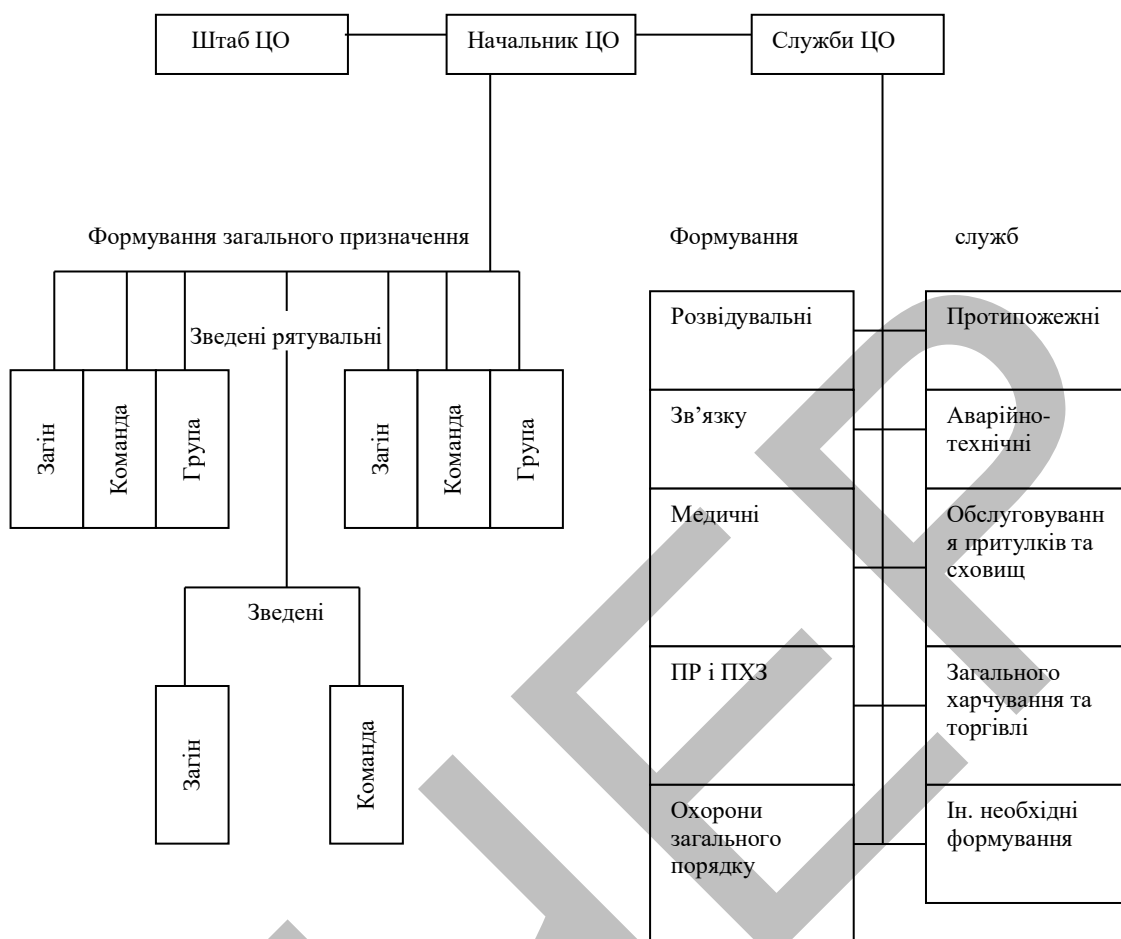 Штаб ЦО
Начальник ЦО
Служби ЦО
Формування загального призначення
Формування
служб
Зведені рятувальні
Загін
Команда
Група
Загін
Команда
Група
Зведені
Загін
Команда
Розвідувальні
Протипожежні
Зв’язку
Аварійно-
технічні
Медичні
Обслуговуванн
я притулків та
сховищ
ПР і ПХЗ
Загального
харчування та
торгівлі
Охорони
загального
порядку
Ін. необхідні
формування